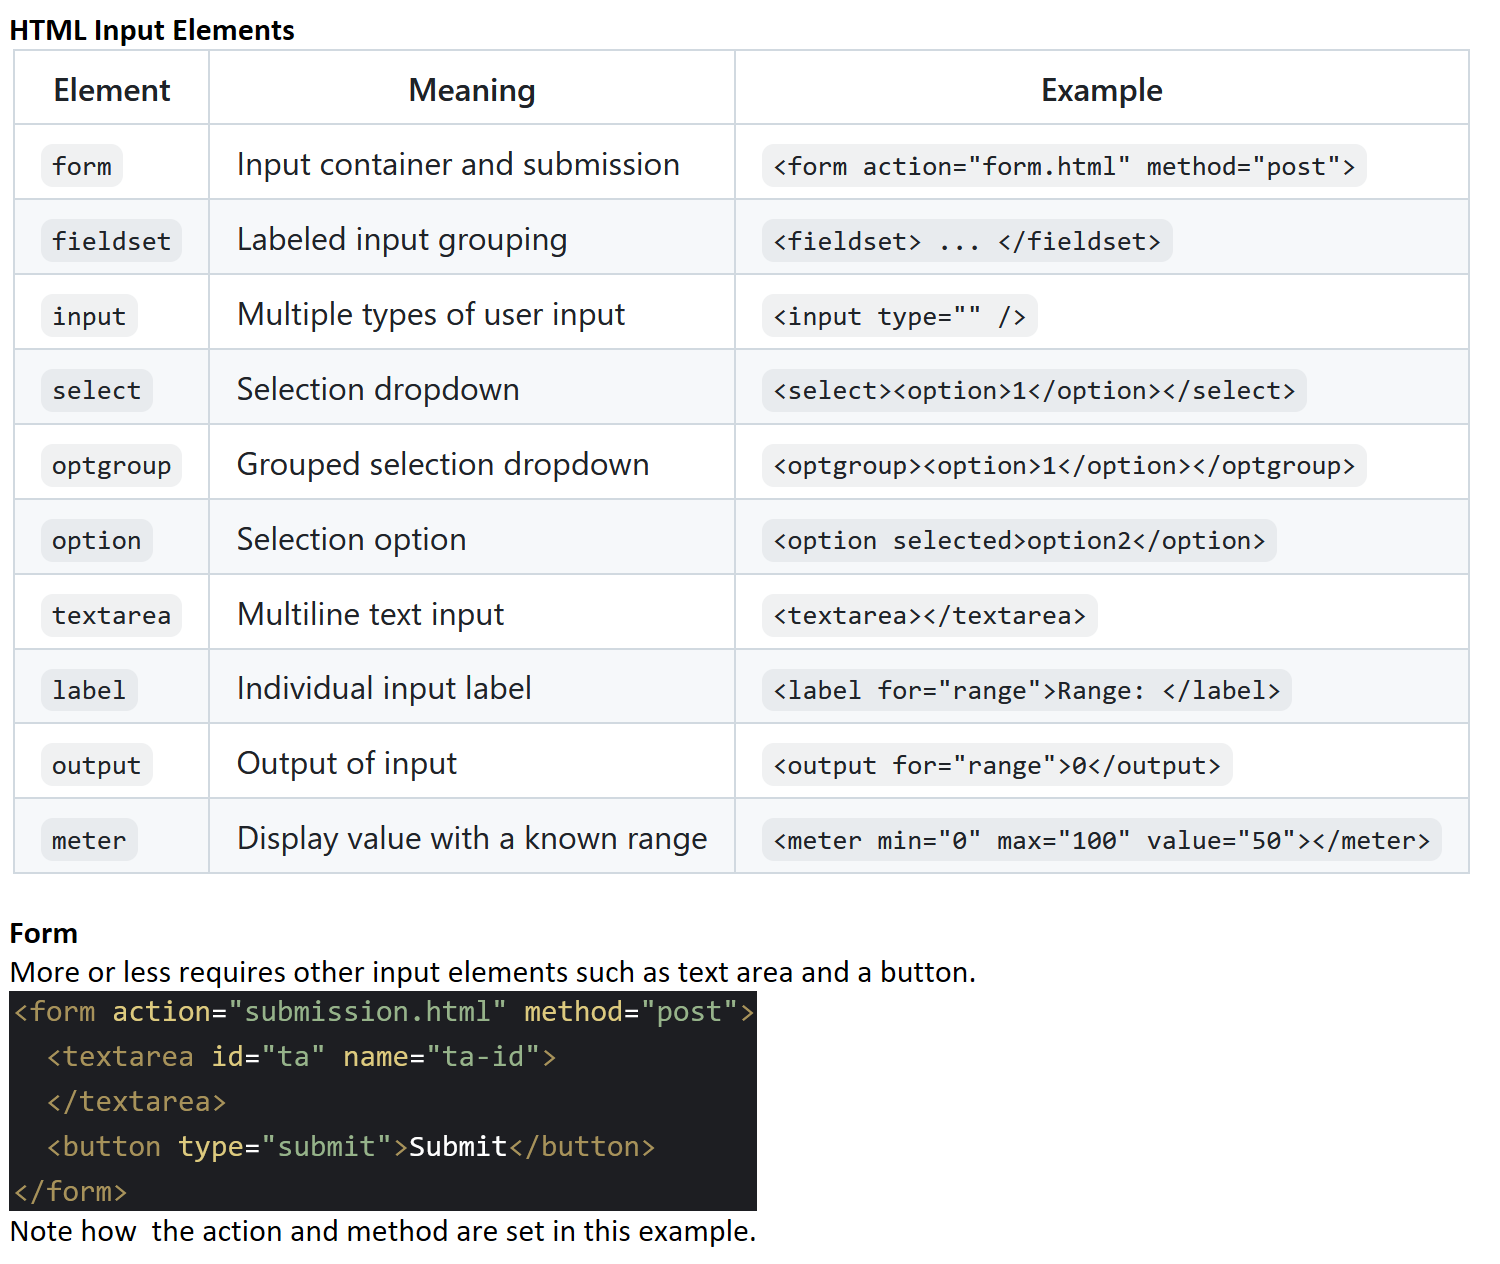 HTML Input Elements
Element Meaning Example
form Input container and submission <form action="form.html" method="post">
fieldset Labeled input grouping <fieldset> ... </fieldset>
input Multiple types of user input <input type="" />
select Selection dropdown <select><option>1</option></select>
optgroup Grouped selection dropdown <optgroup><option>1</option></optgroup>
option Selection option <option selected>option2</option>
textarea Multiline text input <textarea></textarea>
label Individual input label <label for="range">Range: </label>
output Output of input <output for="range">0</output>
meter Display value with a known range <meter min="0" max="100" value="50"></meter>
Form
More or less requires other input elements such as text area and a button.
<form action="submission.html" method="post">
  <textarea id="ta" name="ta-id">
  </textarea>
  <button type="submit">Submit</button>
</form>
Note how  the action and method are set in this example.